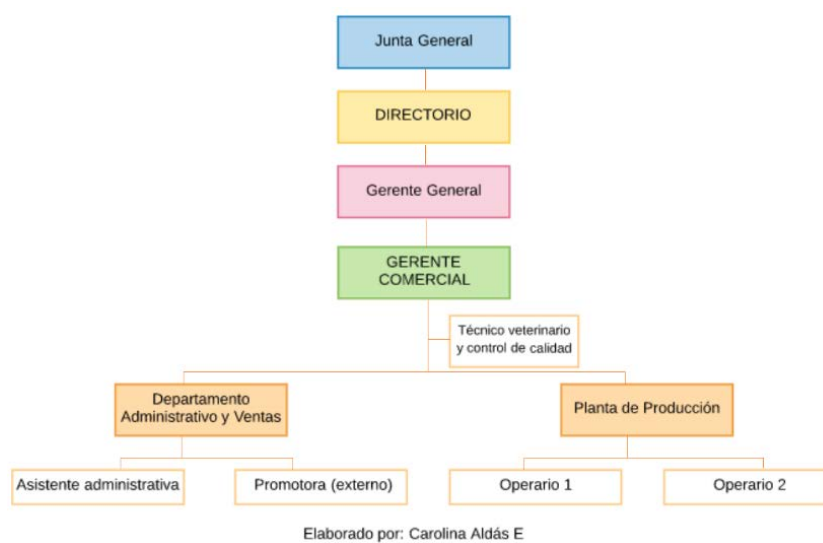 Junta General
DIRECTORIO
Gerente General
GERENTE
COMERCIAL
Técnico veterinario
y control de calidad
Departamento
Administrativo y Ventas
Planta de Producción
Asistente administrativa
Promotora (externo)
Operario 1
Operario 2
Elaborado por: Carolina Aldás E